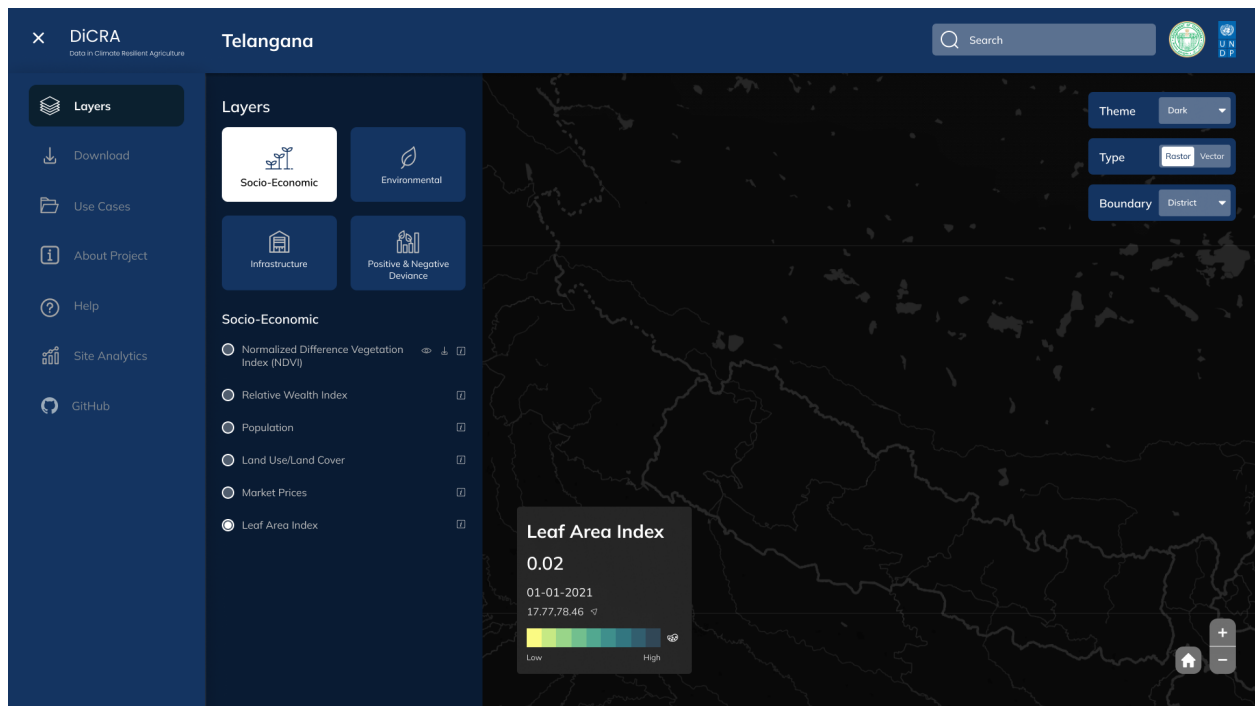 DiCRA
Data in Climate Resilient Agriculture
Telangana
Search
U N
D P
Layers
Download
Use Cases
About Project
Help
Site Analytics
GitHub
Layers
Socio-Economic
Environmental
Infrastructure
Positive & Negative
Deviance
Socio-Economic
Normalized Difference Vegetation
Index (NDVI)
Relative Wealth Index
Population
Land Use/Land Cover
Market Prices
Leaf Area Index
Theme
Dark
Type
Rastor
Vector
Boundary
District
Leaf Area Index
0.02
01-01-2021
17.77,78.46
Low
High